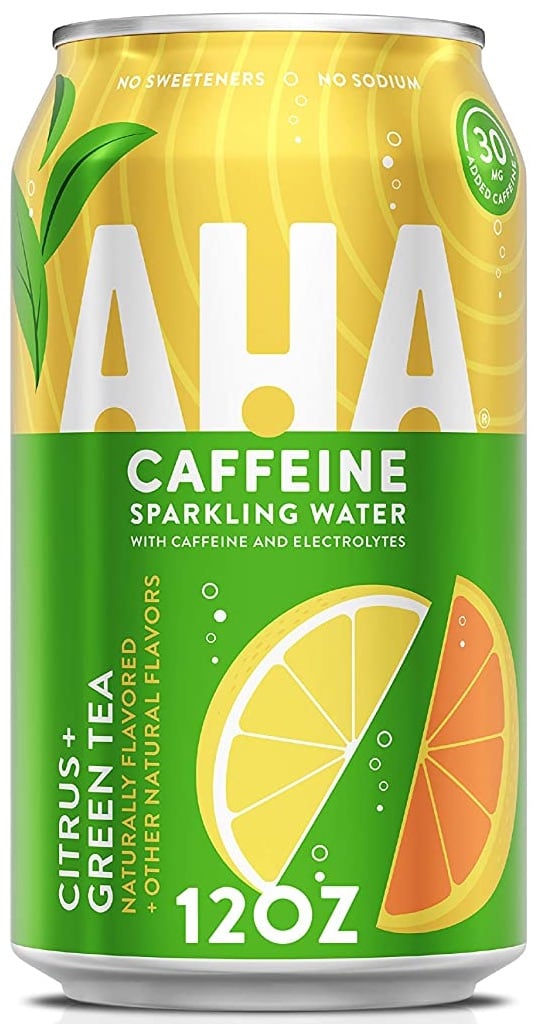 NO SWEETENERS NO SODIUM
30
MG
ADDED CAFFEINE
AHA®
CAFFEINE
SPARKLING WATER
WITH CAFFEINE AND ELECTROLYTES
CITRUS +
GREEN TEA
NATURALLY FLAVORED
+ OTHER NATURAL FLAVORS
12OZ